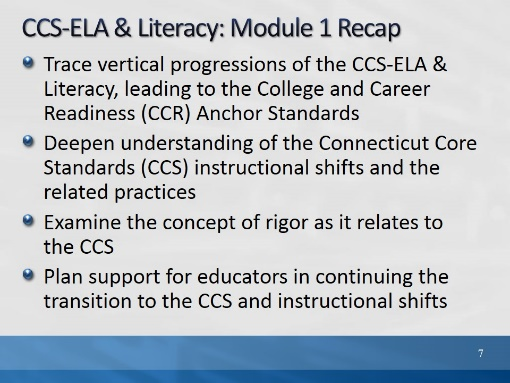 CCS-ELA & Literacy: Module 1 Recap
Trace vertical progressions of the CCS-ELA &
Literacy, leading to the College and Career
Readiness (CCR) Anchor Standards
Deepen understanding of the Connecticut Core
Standards (CCS) instructional shifts and the
related practices
Examine the concept of rigor as it relates to
the CCS
Plan support for educators in continuing the
transition to the CCS and instructional shifts
7